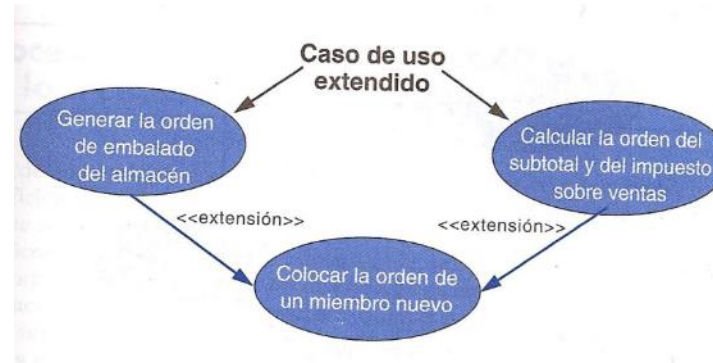 Caso de uso
extendido
Generar la orden
de embalado
del almacén
Calcular la orden del
subtotal y del impuesto
sobre ventas
<<extensión>>
<<extensión>>
Colocar la orden de
un miembro nuevo